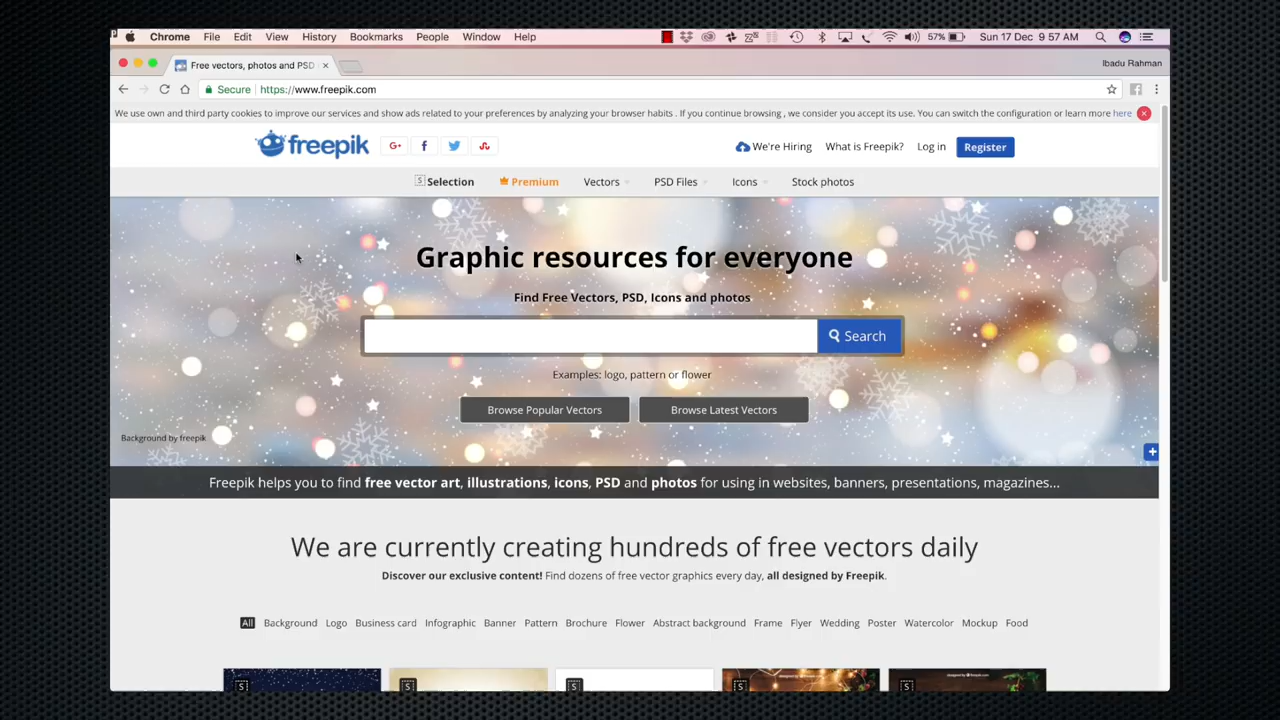 Chrome File Edit View History Bookmarks People Window Help 57% Sun 17 Dec 9:57 AM
Free vectors, photos and PSD × Ibadu Rahman
Secure https://www.freepik.com
We use own and third party cookies to improve our services and show ads related to your preferences by analyzing your browser habits . If you continue browsing , we consider you accept its use. You can switch the configuration or learn more here
freepik G+ f We're Hiring What is Freepik? Log in Register
S Selection Premium Vectors PSD Files Icons Stock photos
Graphic resources for everyone
Find Free Vectors, PSD, Icons and photos
Search
Examples: logo, pattern or flower
Browse Popular Vectors Browse Latest Vectors
Background by freepik
+
Freepik helps you to find free vector art, illustrations, icons, PSD and photos for using in websites, banners, presentations, magazines...
We are currently creating hundreds of free vectors daily
Discover our exclusive content! Find dozens of free vector graphics every day, all designed by Freepik.
All Background Logo Business card Infographic Banner Pattern Brochure Flower Abstract background Frame Flyer Wedding Poster Watercolor Mockup Food
S S S S S